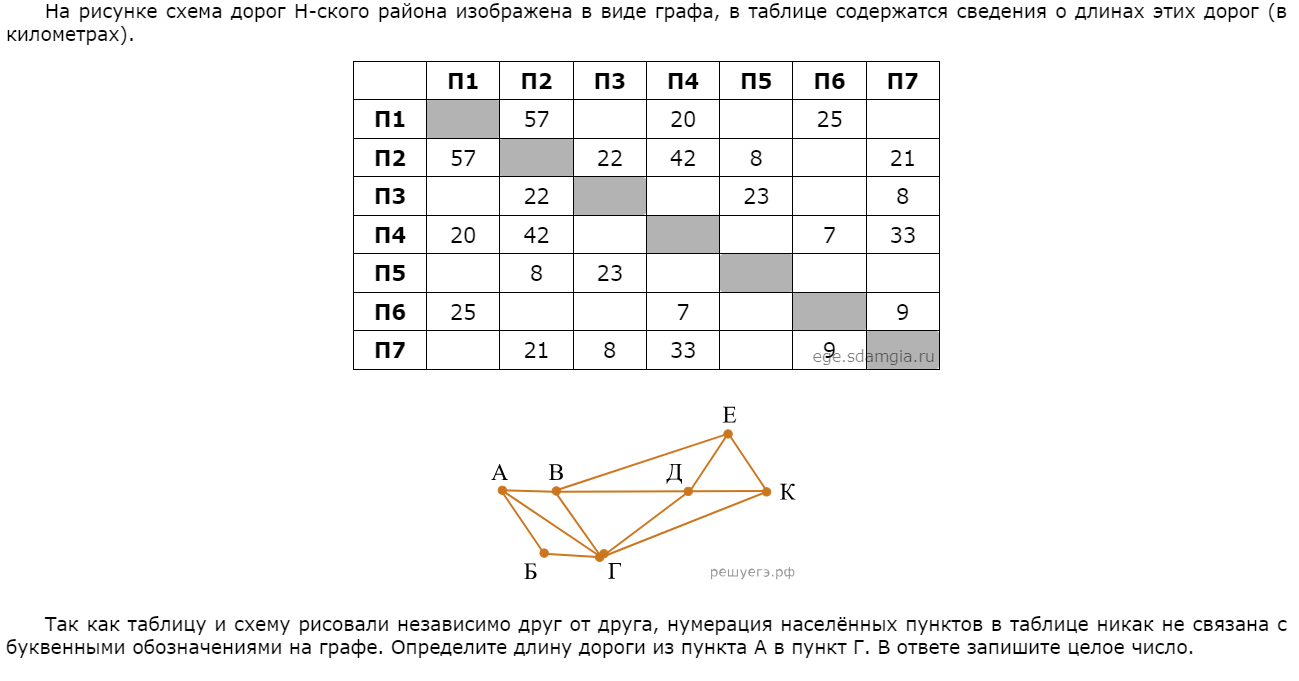 На рисунке схема дорог Н-ского района изображена в виде графа, в таблице содержатся сведения о длинах этих дорог (в
километрах).
П1 П2 П3 П4 П5 П6 П7
П1 57 20 25
П2 57 22 42 8 21
П3 22 23 8
П4 20 42 7 33
П5 8 23
П6 25 7 9
П7 21 8 33 9
ege.sdamgia.ru
Е
А В Д
К
Б Г
решуегэ.рф
Так как таблицу и схему рисовали независимо друг от друга, нумерация населённых пунктов в таблице никак не связана с
буквенными обозначениями на графе. Определите длину дороги из пункта А в пункт Г. В ответе запишите целое число.